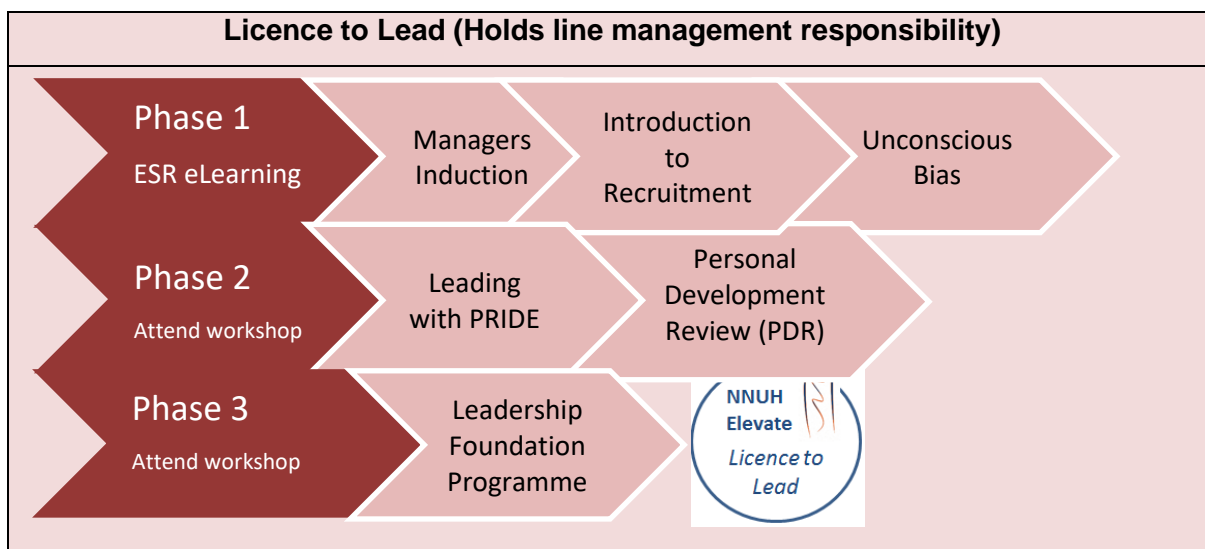 Licence to Lead (Holds line management responsibility)
Phase 1
ESR eLearning
Managers
Induction
Introduction
to
Recruitment
Unconscious
Bias
Phase 2
Attend workshop
Leading
with PRIDE
Personal
Development
Review (PDR)
Phase 3
Attend workshop
Leadership
Foundation
Programme
NNUH
Elevate
Licence to
Lead